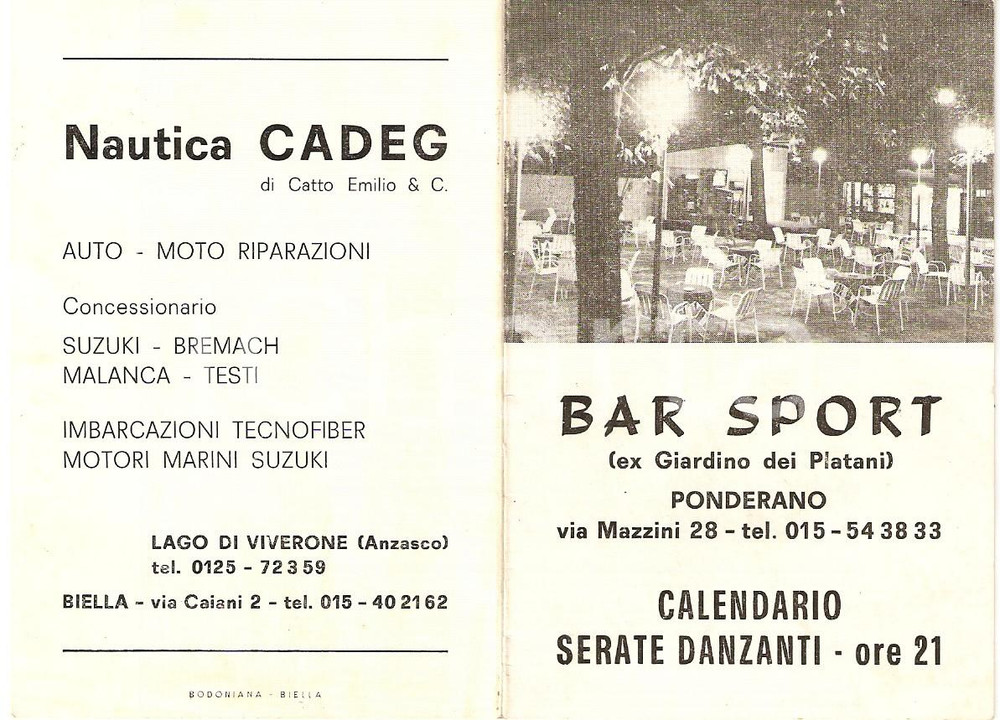 Nautica CADEG
di Catto Emilio & C.
AUTO - MOTO RIPARAZIONI
Concessionario
SUZUKI - BREMACH
MALANCA - TESTI
IMBARCAZIONI TECNOFIBER
MOTORI MARINI SUZUKI
LAGO DI VIVERONE (Anzasco)
tel. 0125 - 72359
BIELLA - via Caiani 2 - tel. 015 - 402162
BODONIANA - BIELLA
BAR SPORT
(ex Giardino dei Platani)
PONDERANO
via Mazzini 28 - tel. 015 - 543833
CALENDARIO
SERATE DANZANTI - ore 21